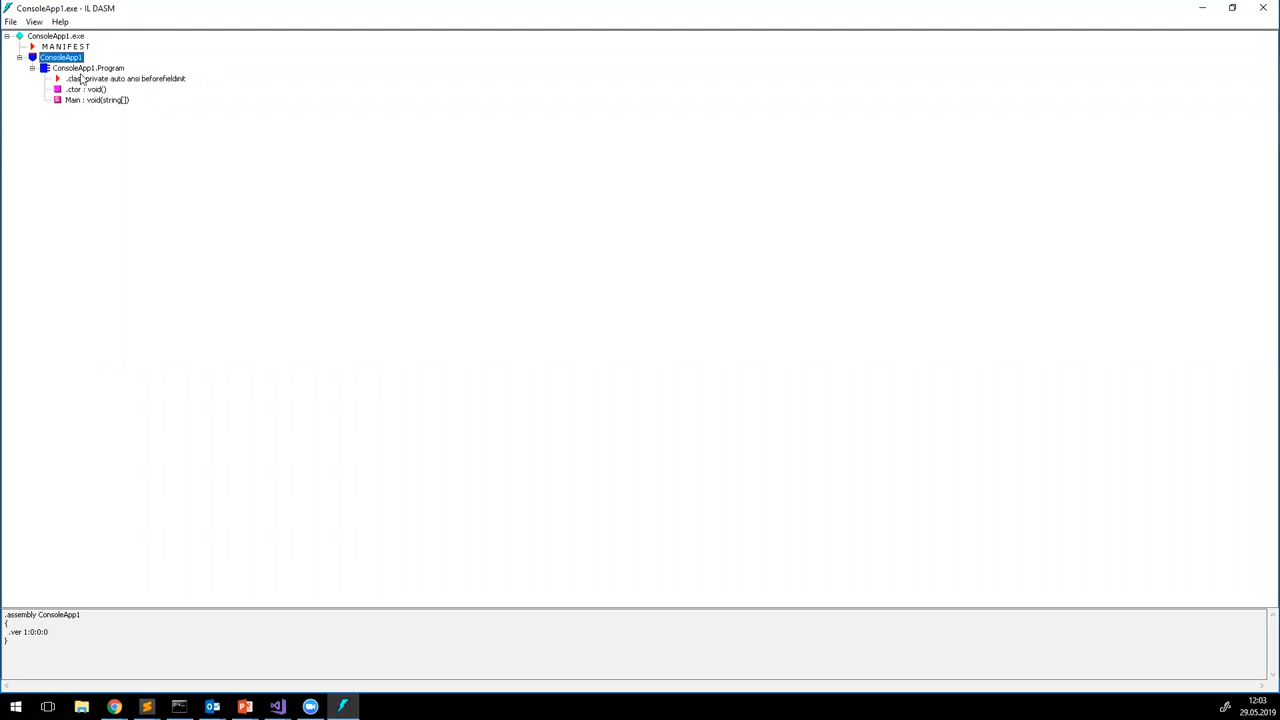 ConsoleApp1.exe - IL DASM
File View Help
ConsoleApp1.exe
MANIFEST
ConsoleApp1
ConsoleApp1.Program
.class private auto ansi beforefieldinit
.ctor : void()
Main : void(string[])
.assembly ConsoleApp1
{
.ver 1:0:0:0
}
12:03
29.05.2019